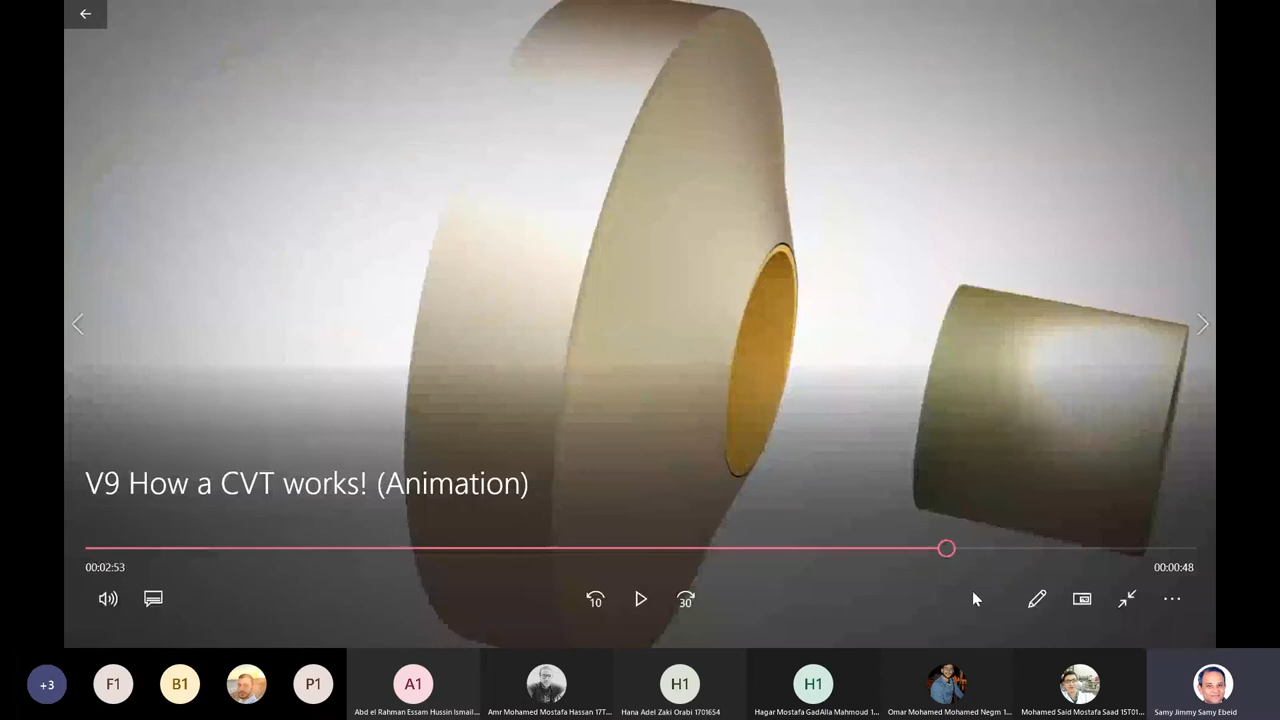 V9 How a CVT works! (Animation)
00:02:53
00:00:48
10
30
+3
F1
B1
P1
A1
H1
H1
Abd el Rahman Essam Hussin Ismail...
Amr Mohamed Mostafa Hassan 17T...
Hana Adel Zaki Orabi 1701654
Hagar Mostafa GadAlla Mahmoud 1...
Omar Mohamed Mohamed Negm 1...
Mohamed Said Mostafa Saad 15T01...
Samy Jimmy Samy Ebeid